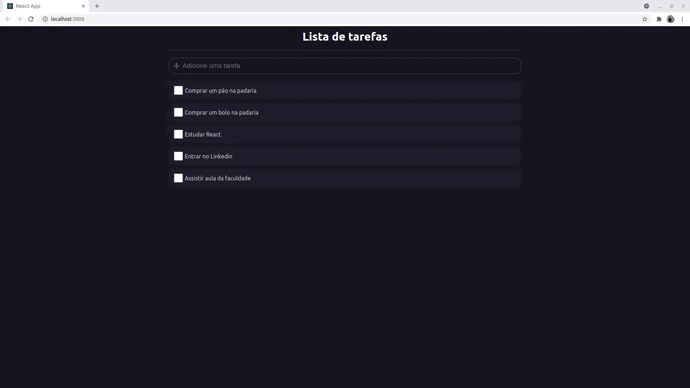 React App
localhost:3000
Lista de tarefas
Adicione uma tarefa
Comprar um pão na padaria
Comprar um bolo na padaria
Estudar React
Entrar no Linkedin
Assistir aula da faculdade